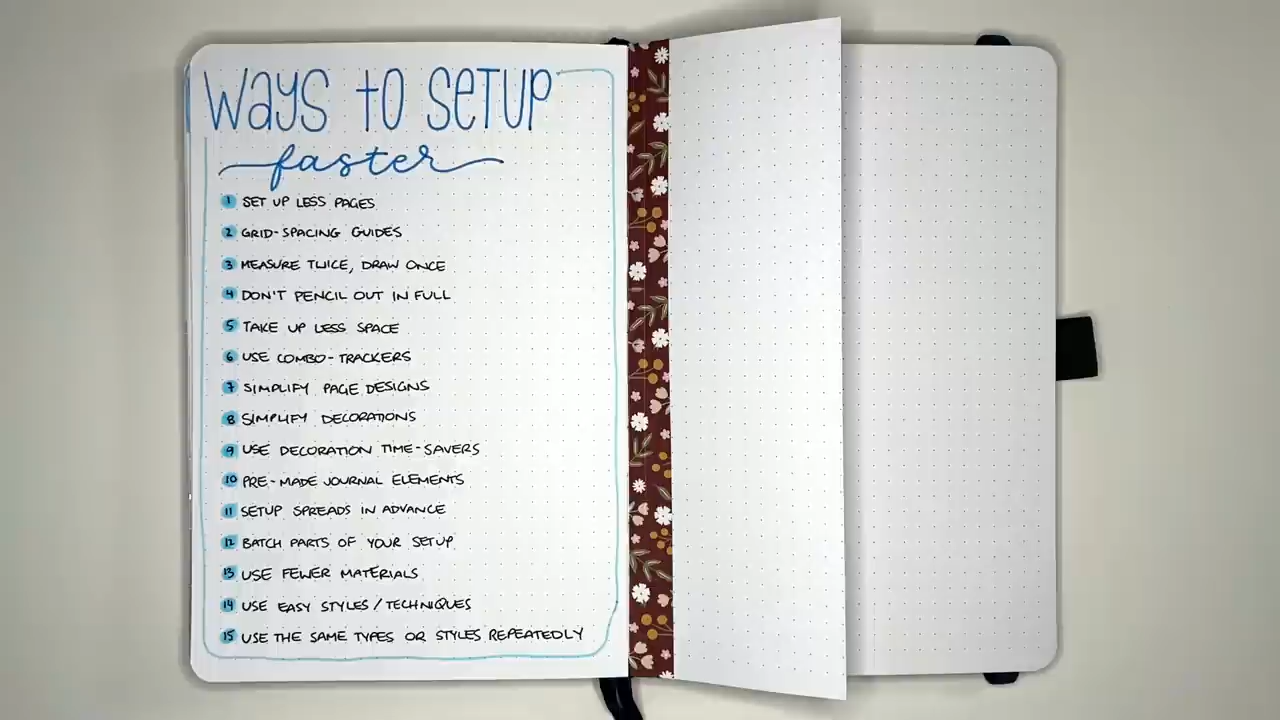 Ways to SETUP
faster
1 SET UP LESS PAGES
2 GRID-SPACING GUIDES
3 MEASURE TWICE, DRAW ONCE
4 DON'T PENCIL OUT IN FULL
5 TAKE UP LESS SPACE
6 USE COMBO-TRACKERS
7 SIMPLIFY PAGE DESIGNS
8 SIMPLIFY DECORATIONS
9 USE DECORATION TIME-SAVERS
10 PRE-MADE JOURNAL ELEMENTS
11 SETUP SPREADS IN ADVANCE
12 BATCH PARTS OF YOUR SETUP
13 USE FEWER MATERIALS
14 USE EASY STYLES/TECHNIQUES
15 USE THE SAME TYPES OR STYLES REPEATEDLY